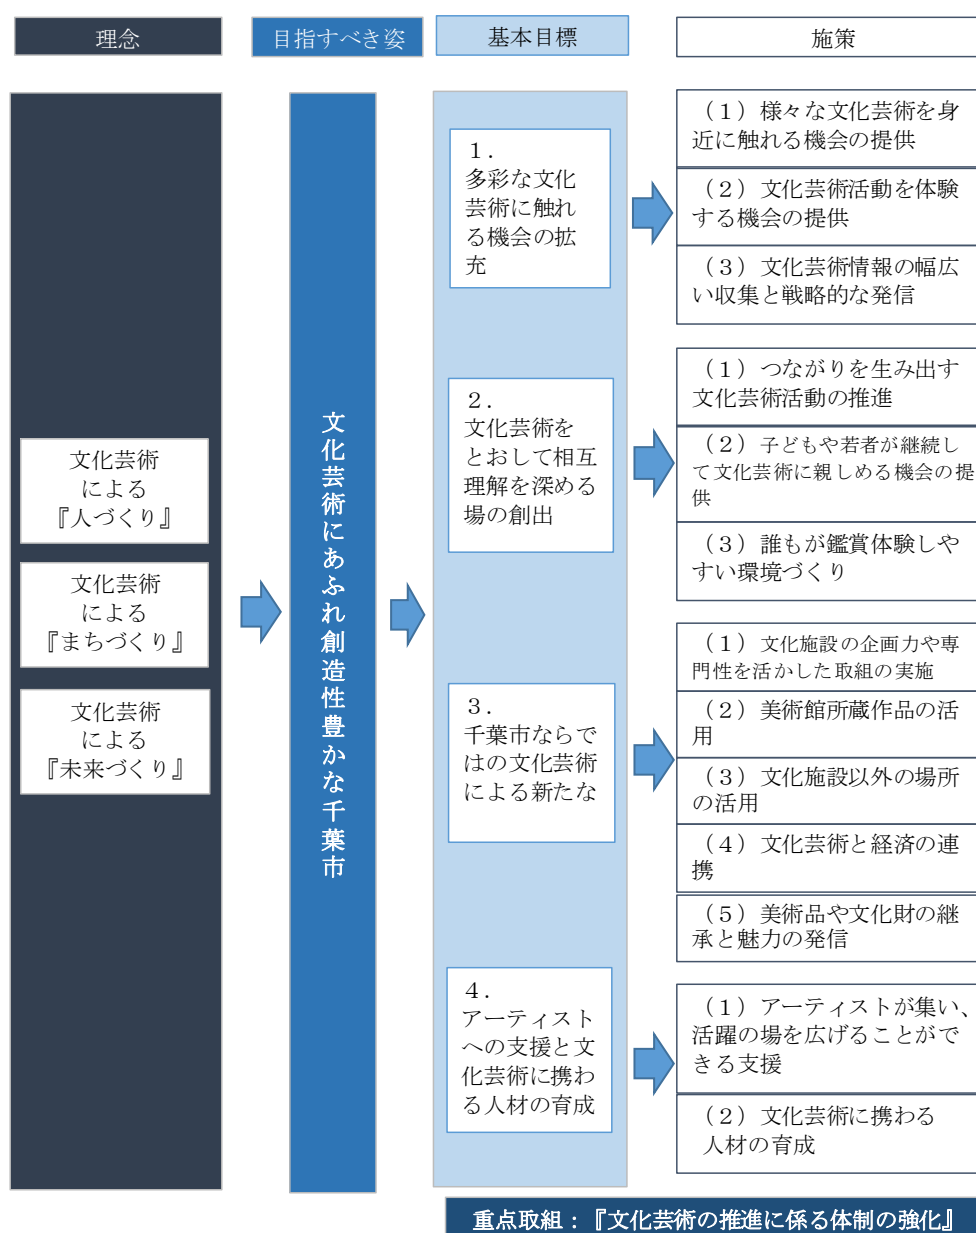 理念
目指すべき姿
基本目標
施策
文化芸術
による
『人づくり』
文化芸術
による
『まちづくり』
文化芸術
による
『未来づくり』
文化芸術にあふれ創造性豊かな千葉市
1.
多彩な文化
芸術に触れ
る機会の拡
充
(1)様々な文化芸術を身
近に触れる機会の提供
(2)文化芸術活動を体験
する機会の提供
(3)文化芸術情報の幅広
い収集と戦略的な発信
2.
文化芸術を
とおして相互
理解を深める
場の創出
(1)つながりを生み出す
文化芸術活動の推進
(2)子どもや若者が継続し
て文化芸術に親しめる機会の提
供
(3)誰もが鑑賞体験しや
すい環境づくり
3.
千葉市ならで
はの文化芸術
による新たな
(1)文化施設の企画力や専
門性を活かした取組の実施
(2)美術館所蔵作品の活
用
(3)文化施設以外の場所
の活用
(4)文化芸術と経済の連
携
(5)美術品や文化財の継
承と魅力の発信
4.
アーティスト
への支援と文
化芸術に携わ
る人材の育成
(1)アーティストが集い、
活躍の場を広げることがで
きる支援
(2)文化芸術に携わる
人材の育成
重点取組:『文化芸術の推進に係る体制の強化』